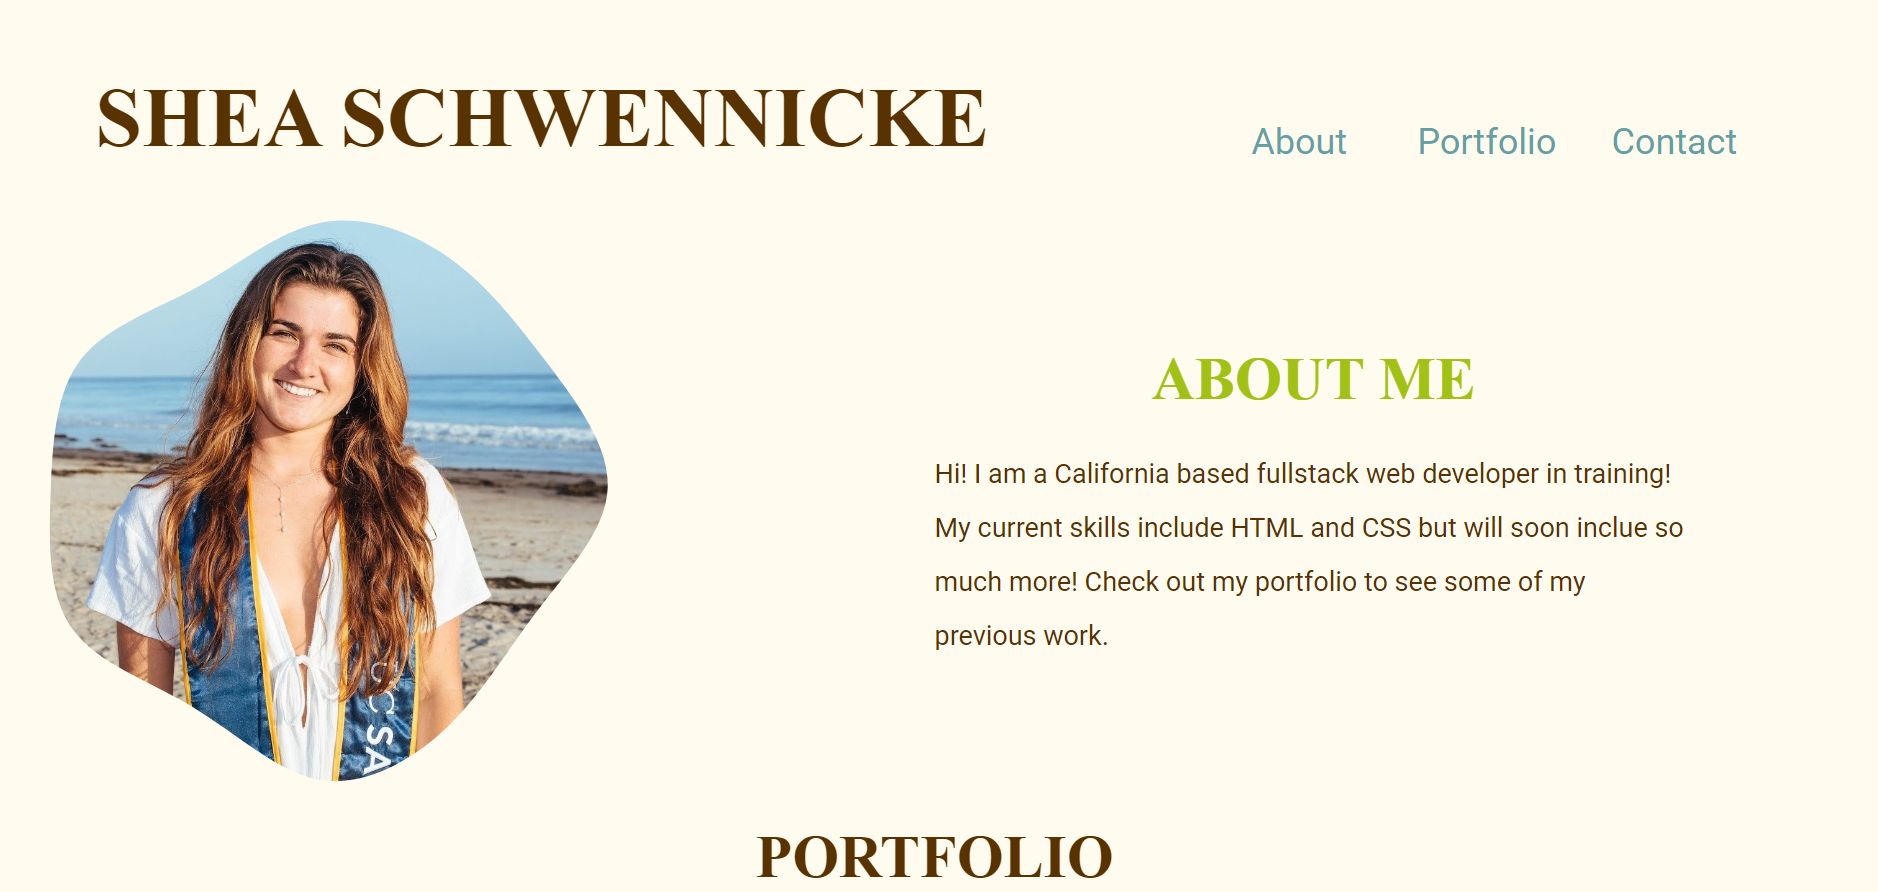 SHEA SCHWENNICKE
About Portfolio Contact
ABOUT ME
Hi! I am a California based fullstack web developer in training!
My current skills include HTML and CSS but will soon inclue so
much more! Check out my portfolio to see some of my
previous work.
UC SA
PORTFOLIO